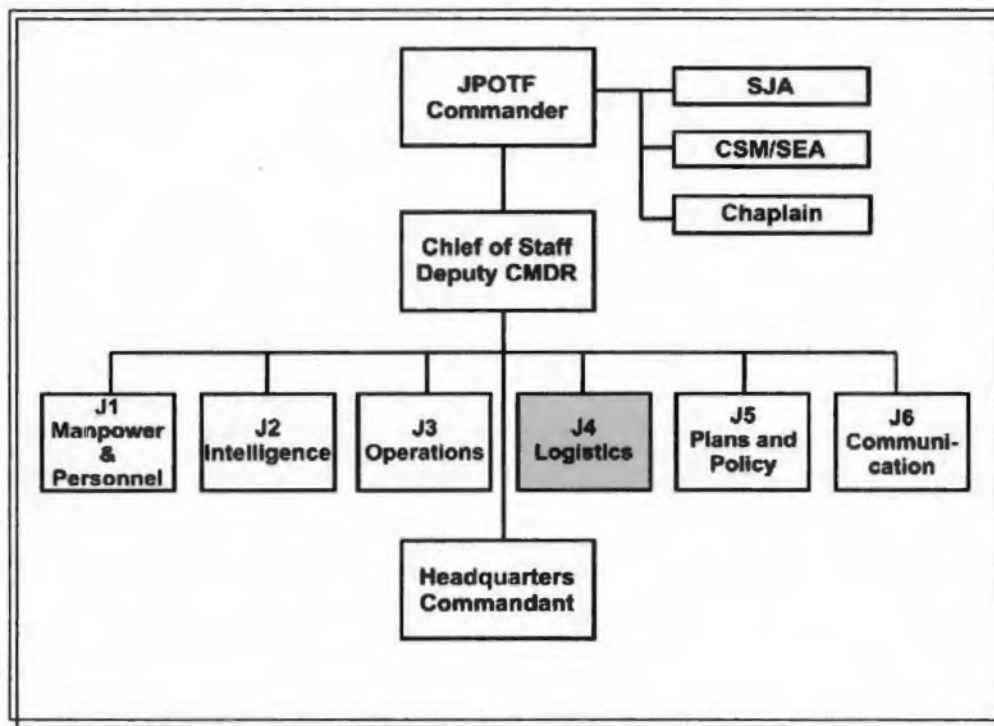 JPOTF
Commander
SJA
CSM/SEA
Chaplain
Chief of Staff
Deputy CMDR
J1
Manpower
&
Personnel
J2
Intelligence
J3
Operations
J4
Logistics
J5
Plans and
Policy
J6
Communi-
cation
Headquarters
Commandant